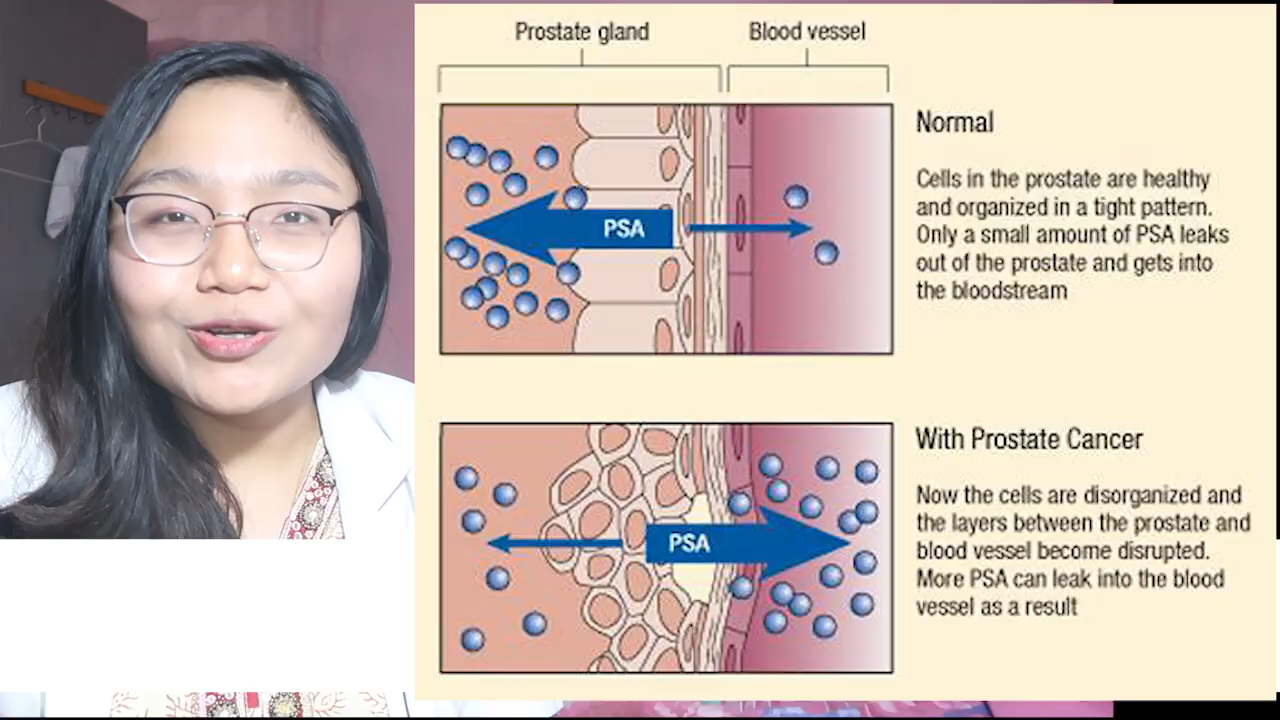 Prostate gland
Blood vessel
PSA
Normal
Cells in the prostate are healthy
and organized in a tight pattern.
Only a small amount of PSA leaks
out of the prostate and gets into
the bloodstream
PSA
With Prostate Cancer
Now the cells are disorganized and
the layers between the prostate and
blood vessel become disrupted.
More PSA can leak into the blood
vessel as a result